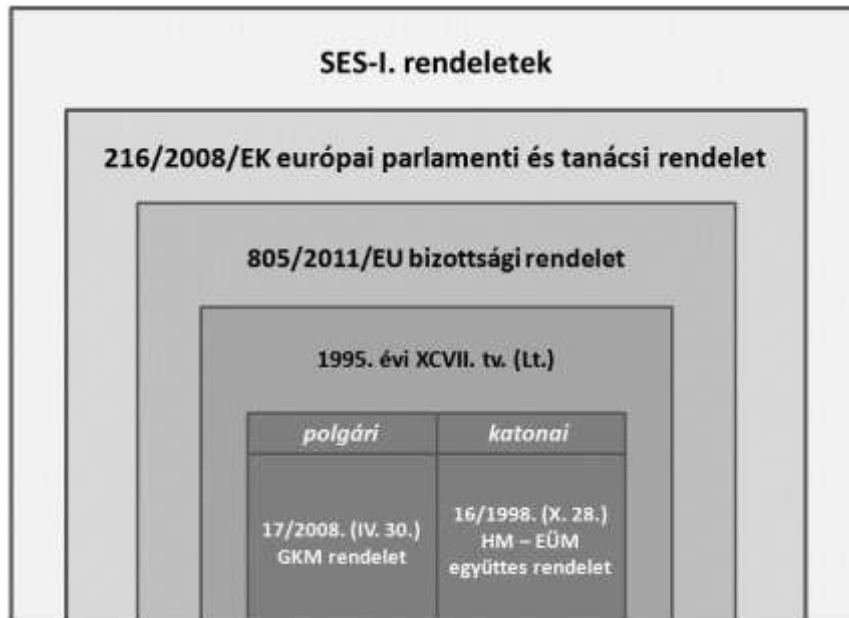 SES-I. rendeletek
216/2008/EK európai parlamenti és tanácsi rendelet
805/2011/EU bizottsági rendelet
1995. évi XCVII. tv. (Lt.)
polgári
katonai
17/2008. (IV. 30.)
GKM rendelet
16/1998. (X. 28.)
HM – EÜM
együttes rendelet